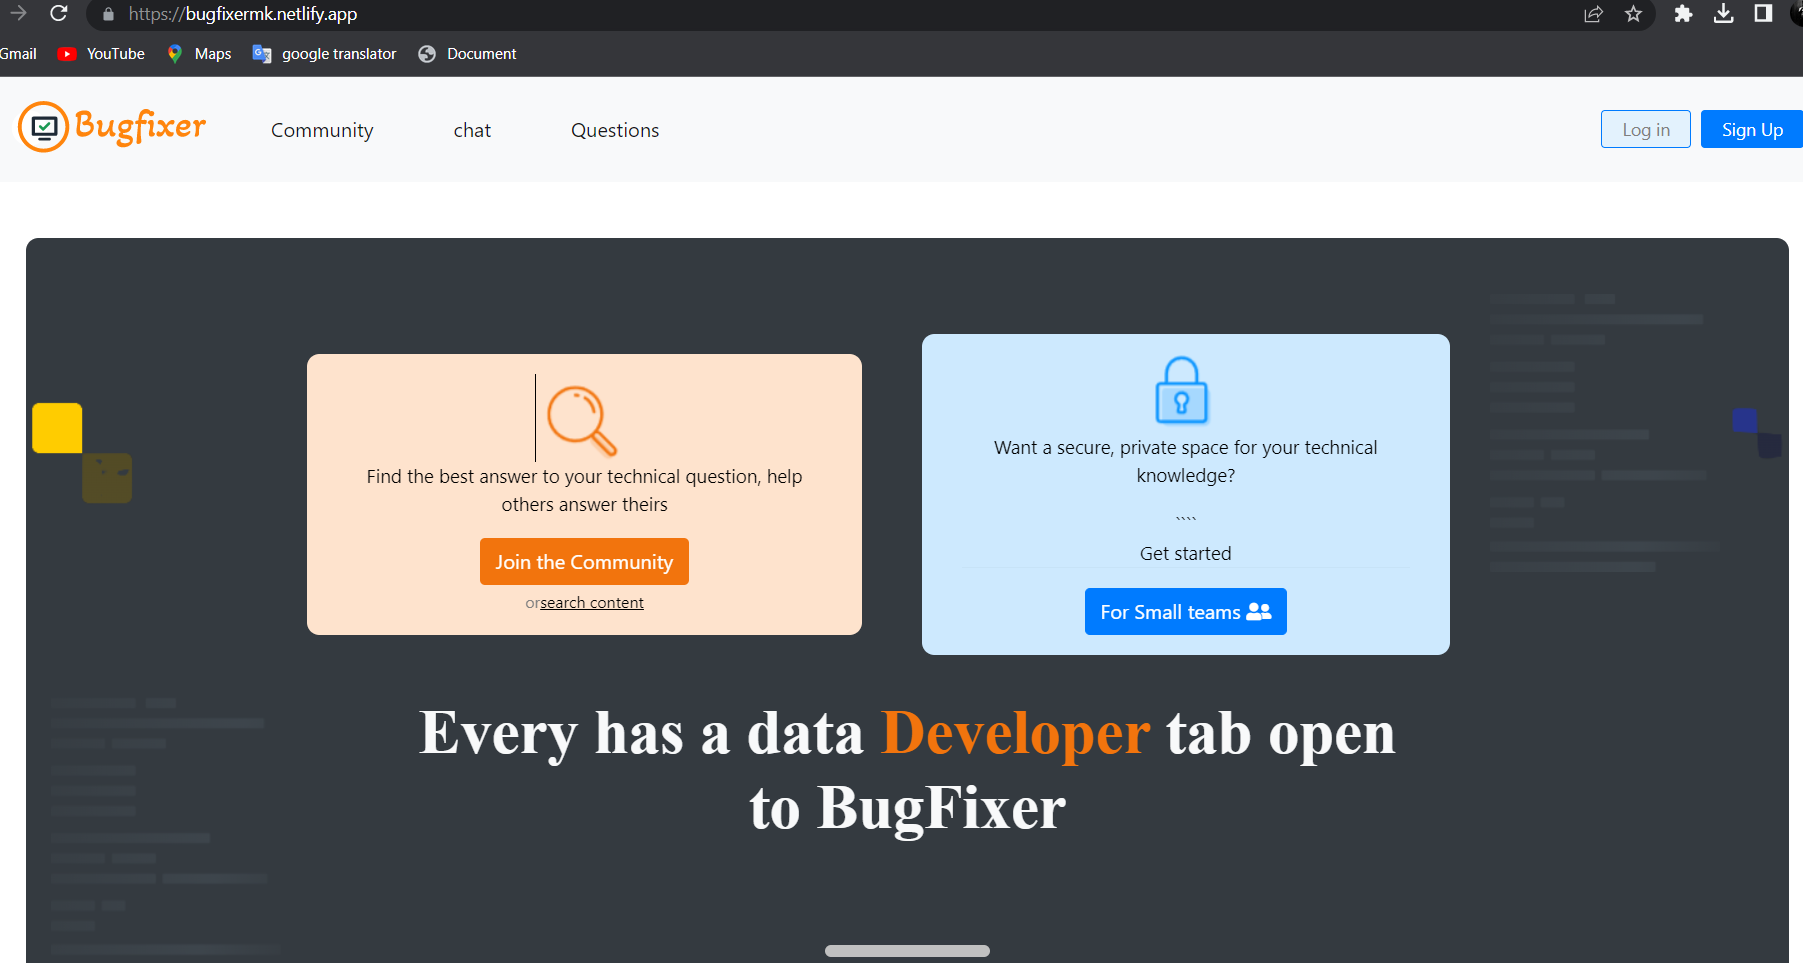 https://bugfixermk.netlify.app
Gmail YouTube Maps google translator Document
Bugfixer Community chat Questions Log in Sign Up
Find the best answer to your technical question, help
others answer theirs
Join the Community
orsearch content
Want a secure, private space for your technical
knowledge?
````
Get started
For Small teams
Every has a data Developer tab open
to BugFixer